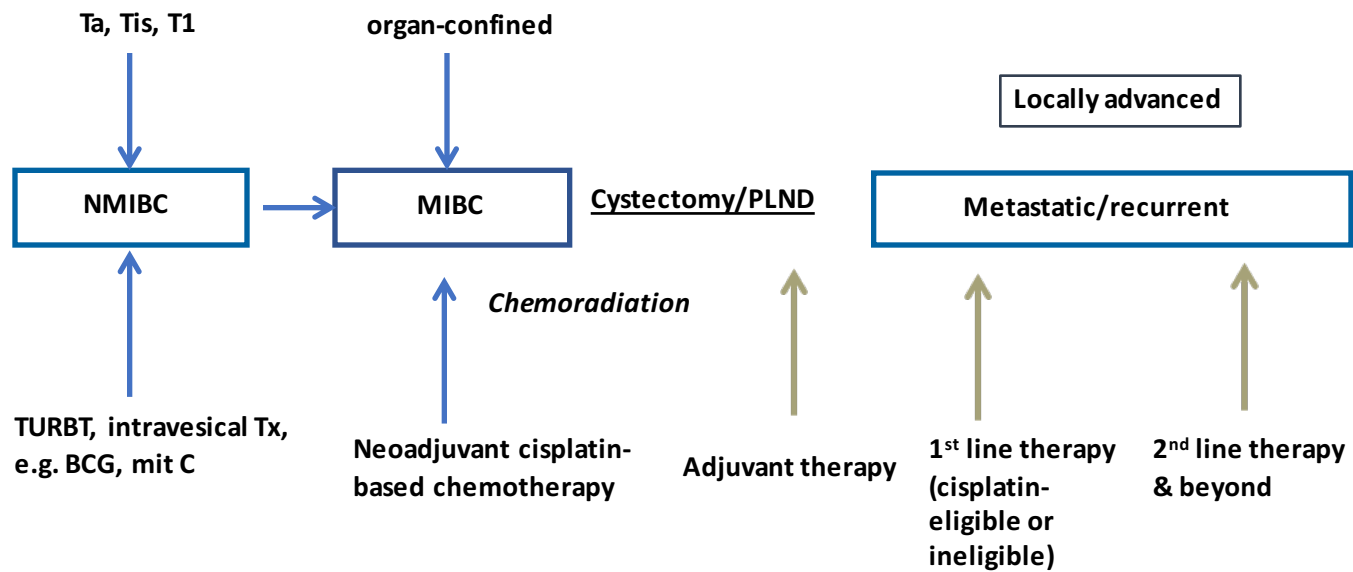 Ta, Tis, T1
organ-confined
Locally advanced
NMIBC
MIBC
Cystectomy/PLND
Metastatic/recurrent
Chemoradiation
TURBT, intravesical Tx,
e.g. BCG, mit C
Neoadjuvant cisplatin-
based chemotherapy
Adjuvant therapy
1st line therapy
(cisplatin-
eligible or
ineligible)
2nd line therapy
& beyond